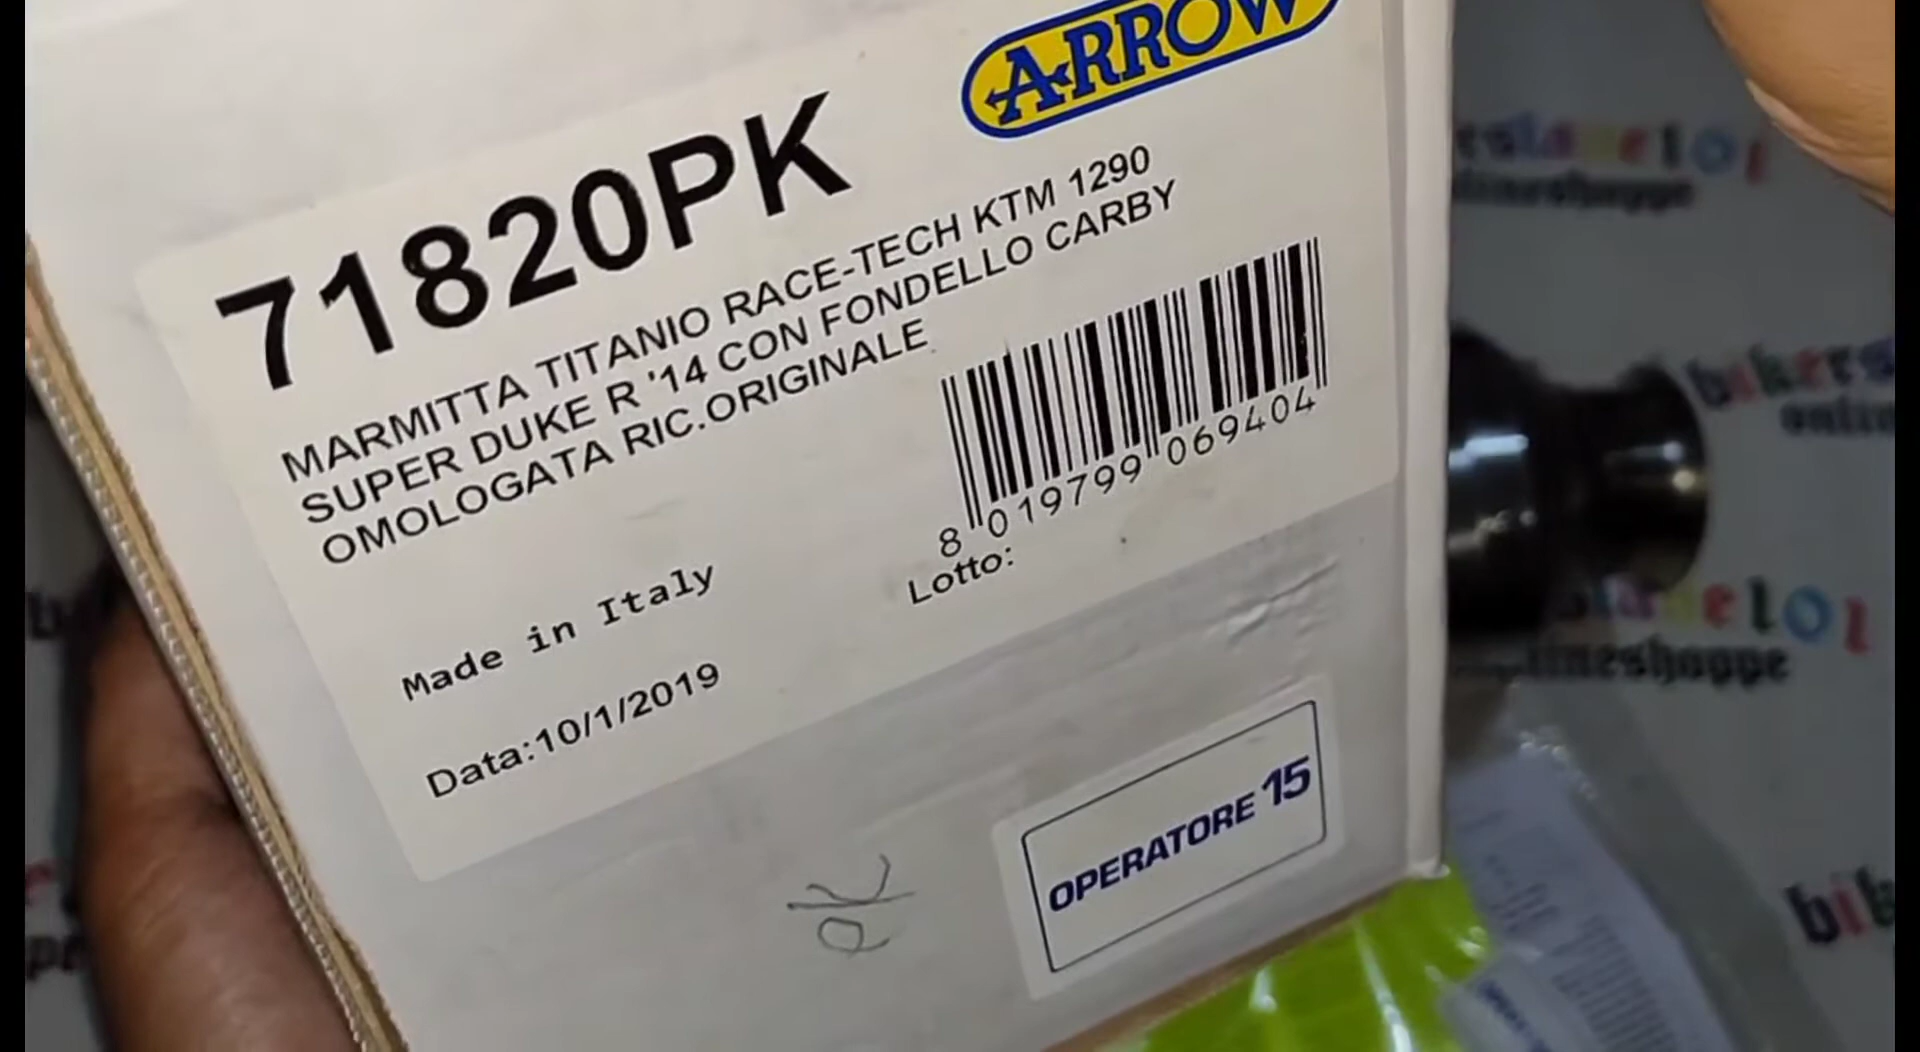 ARROW
71820PK
MARMITTA TITANIO RACE-TECH KTM 1290
SUPER DUKE R '14 CON FONDELLO CARBY
OMOLOGATA RIC.ORIGINALE
8 019799 069404
Lotto:
Made in Italy
Data:10/1/2019
OPERATORE 15